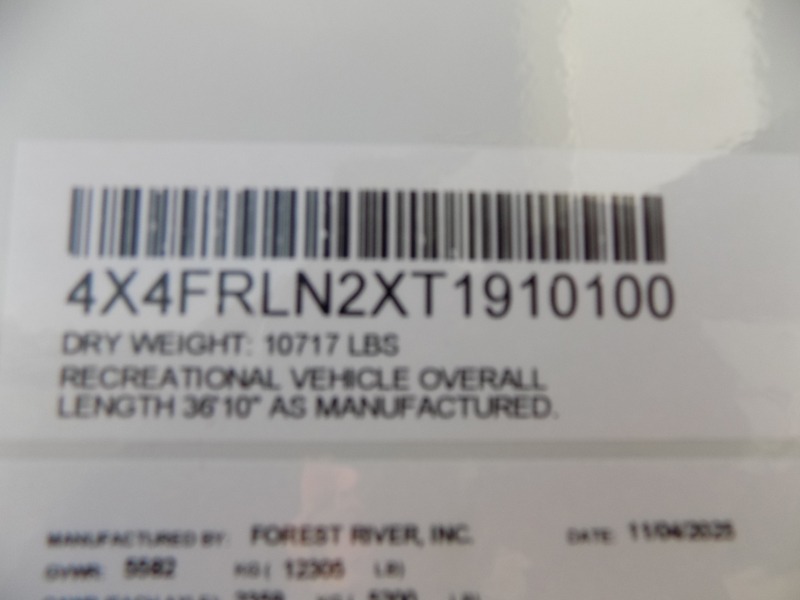 4X4FRLN2XT1910100
DRY WEIGHT: 10717 LBS
RECREATIONAL VEHICLE OVERALL
LENGTH 36'10" AS MANUFACTURED.
MANUFACTURED BY: FOREST RIVER, INC. DATE: 11/04/2025
GVWR: 5582 KG ( 12305 LB)